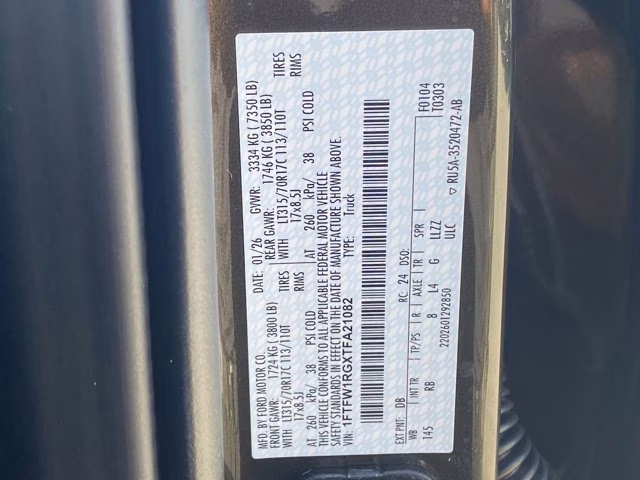 MFD. BY FORD MOTOR CO. DATE: 01/26 GVWR: 3334 KG ( 7350 LB)
FRONT GAWR: 1724 KG ( 3800 LB) REAR GAWR: 1746 KG ( 3850 LB)
WITH LT315/70R17C 113/110T TIRES WITH LT315/70R17C 113/110T TIRES
17x8.5J RIMS 17x8.5J RIMS
AT 260 kPa/ 38 PSI COLD AT 260 kPa/ 38 PSI COLD
THIS VEHICLE CONFORMS TO ALL APPLICABLE FEDERAL MOTOR VEHICLE
SAFETY STANDARDS IN EFFECT ON THE DATE OF MANUFACTURE SHOWN ABOVE.
VIN: 1FTFW1RGXTFA21082 TYPE: Truck
F0104
T0303
EXT PNT: DB RC: 24 DSO:
WB INT TR TP/PS R AXLE TR SPR
145 RB 8 L4 G LLZZ
ULC
2202601292850 ▽ RU5A-3520472-AB